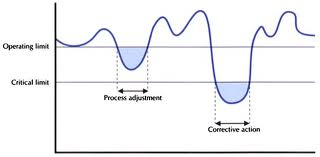 Operating limit
Critical limit
Process adjustment
Corrective action